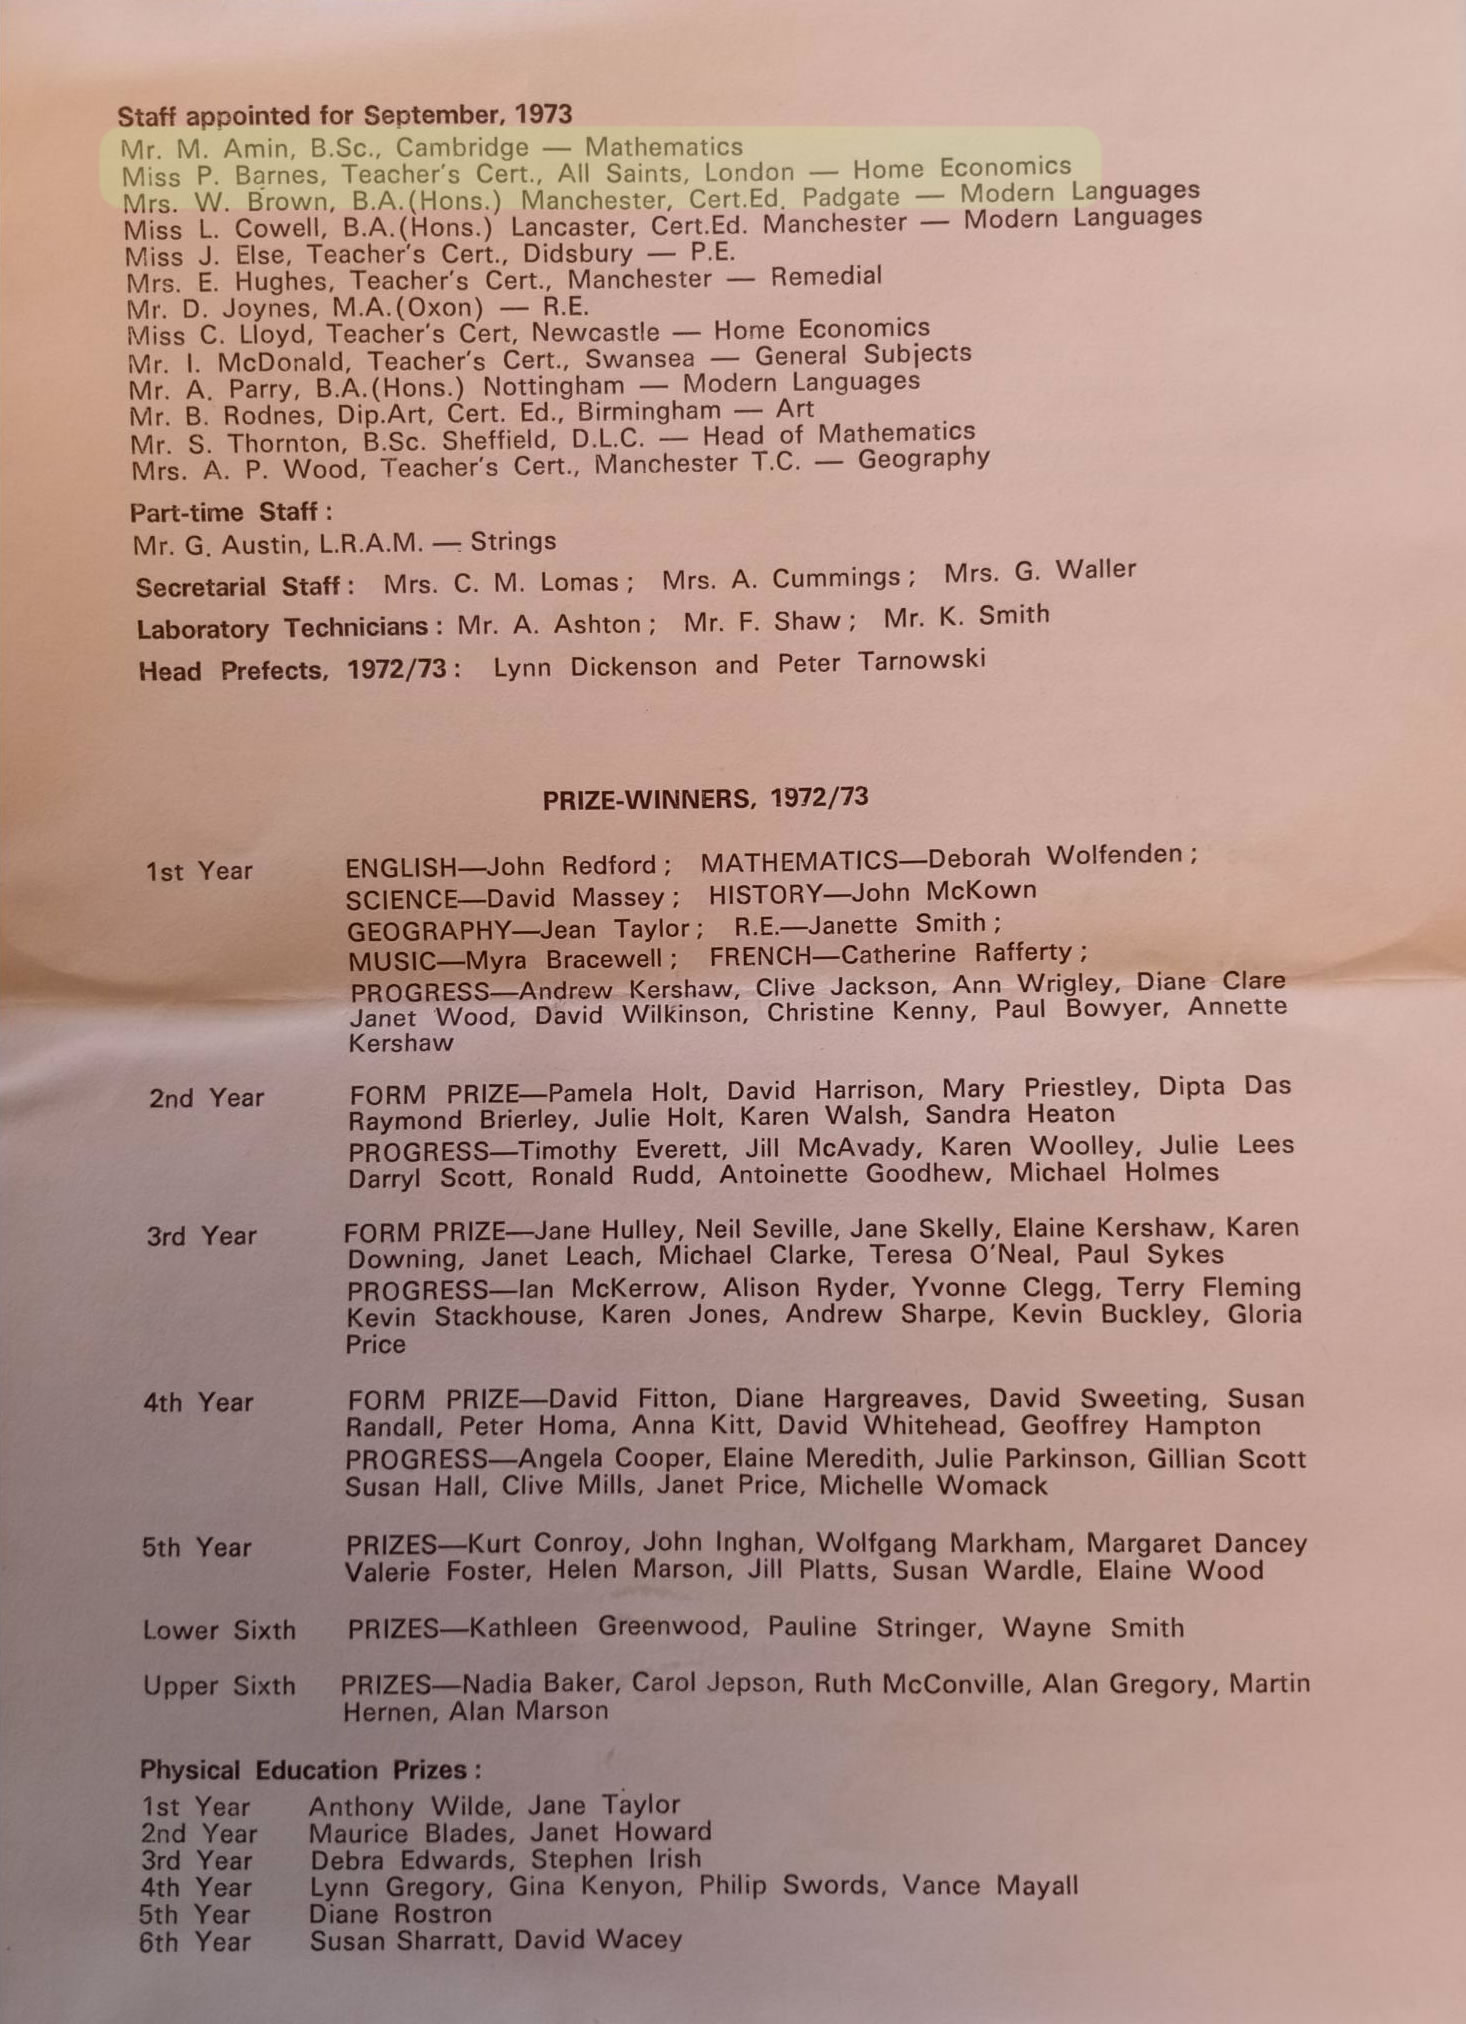 Staff appointed for September, 1973
Mr. M. Amin, B.Sc., Cambridge — Mathematics
Miss P. Barnes, Teacher's Cert., All Saints, London — Home Economics
Mrs. W. Brown, B.A.(Hons.) Manchester, Cert.Ed. Padgate — Modern Languages
Miss L. Cowell, B.A.(Hons.) Lancaster, Cert.Ed. Manchester — Modern Languages
Miss J. Else, Teacher's Cert., Didsbury — P.E.
Mrs. E. Hughes, Teacher's Cert., Manchester — Remedial
Mr. D. Joynes, M.A.(Oxon) — R.E.
Miss C. Lloyd, Teacher's Cert, Newcastle — Home Economics
Mr. I. McDonald, Teacher's Cert., Swansea — General Subjects
Mr. A. Parry, B.A.(Hons.) Nottingham — Modern Languages
Mr. B. Rodnes, Dip.Art, Cert. Ed., Birmingham — Art
Mr. S. Thornton, B.Sc. Sheffield, D.L.C. — Head of Mathematics
Mrs. A. P. Wood, Teacher's Cert., Manchester T.C. — Geography
Part-time Staff :
Mr. G. Austin, L.R.A.M. — Strings
Secretarial Staff : Mrs. C. M. Lomas ; Mrs. A. Cummings ; Mrs. G. Waller
Laboratory Technicians : Mr. A. Ashton ; Mr. F. Shaw ; Mr. K. Smith
Head Prefects, 1972/73 : Lynn Dickenson and Peter Tarnowski
PRIZE-WINNERS, 1972/73
1st Year ENGLISH—John Redford ; MATHEMATICS—Deborah Wolfenden ;
SCIENCE—David Massey ; HISTORY—John McKown
GEOGRAPHY—Jean Taylor ; R.E.—Janette Smith ;
MUSIC—Myra Bracewell ; FRENCH—Catherine Rafferty ;
PROGRESS—Andrew Kershaw, Clive Jackson, Ann Wrigley, Diane Clare
Janet Wood, David Wilkinson, Christine Kenny, Paul Bowyer, Annette
Kershaw
2nd Year FORM PRIZE—Pamela Holt, David Harrison, Mary Priestley, Dipta Das
Raymond Brierley, Julie Holt, Karen Walsh, Sandra Heaton
PROGRESS—Timothy Everett, Jill McAvady, Karen Woolley, Julie Lees
Darryl Scott, Ronald Rudd, Antoinette Goodhew, Michael Holmes
3rd Year FORM PRIZE—Jane Hulley, Neil Seville, Jane Skelly, Elaine Kershaw, Karen
Downing, Janet Leach, Michael Clarke, Teresa O'Neal, Paul Sykes
PROGRESS—Ian McKerrow, Alison Ryder, Yvonne Clegg, Terry Fleming
Kevin Stackhouse, Karen Jones, Andrew Sharpe, Kevin Buckley, Gloria
Price
4th Year FORM PRIZE—David Fitton, Diane Hargreaves, David Sweeting, Susan
Randall, Peter Homa, Anna Kitt, David Whitehead, Geoffrey Hampton
PROGRESS—Angela Cooper, Elaine Meredith, Julie Parkinson, Gillian Scott
Susan Hall, Clive Mills, Janet Price, Michelle Womack
5th Year PRIZES—Kurt Conroy, John Inghan, Wolfgang Markham, Margaret Dancey
Valerie Foster, Helen Marson, Jill Platts, Susan Wardle, Elaine Wood
Lower Sixth PRIZES—Kathleen Greenwood, Pauline Stringer, Wayne Smith
Upper Sixth PRIZES—Nadia Baker, Carol Jepson, Ruth McConville, Alan Gregory, Martin
Hernen, Alan Marson
Physical Education Prizes :
1st Year Anthony Wilde, Jane Taylor
2nd Year Maurice Blades, Janet Howard
3rd Year Debra Edwards, Stephen Irish
4th Year Lynn Gregory, Gina Kenyon, Philip Swords, Vance Mayall
5th Year Diane Rostron
6th Year Susan Sharratt, David Wacey